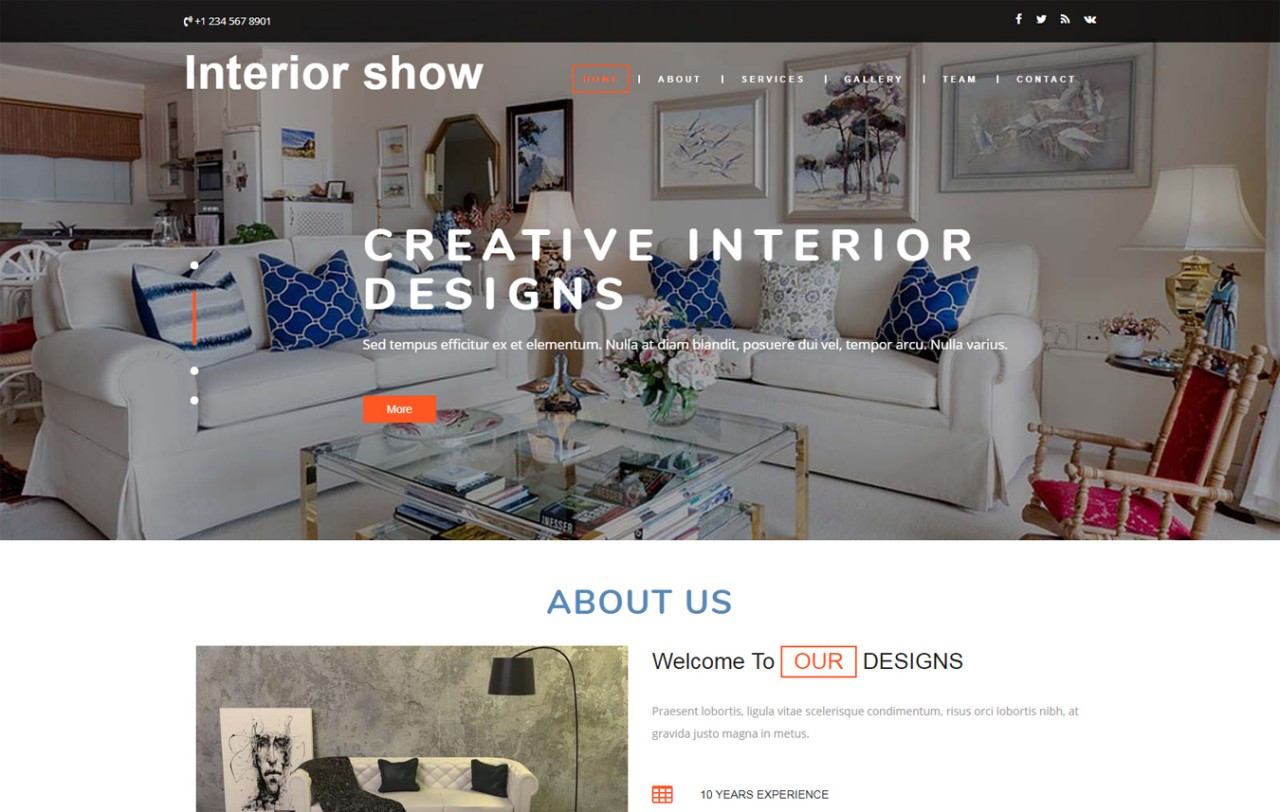 +1 234 567 8901
Interior show
HOME | ABOUT | SERVICES | GALLERY | TEAM | CONTACT
CREATIVE INTERIOR
DESIGNS
Sed tempus efficitur ex et elementum. Nulla at diam blandit, posuere dui vel, tempor arcu. Nulla varius.
More
ABOUT US
Welcome To OUR DESIGNS
Praesent lobortis, ligula vitae scelerisque condimentum, risus orci lobortis nibh, at
gravida justo magna in metus.
10 YEARS EXPERIENCE